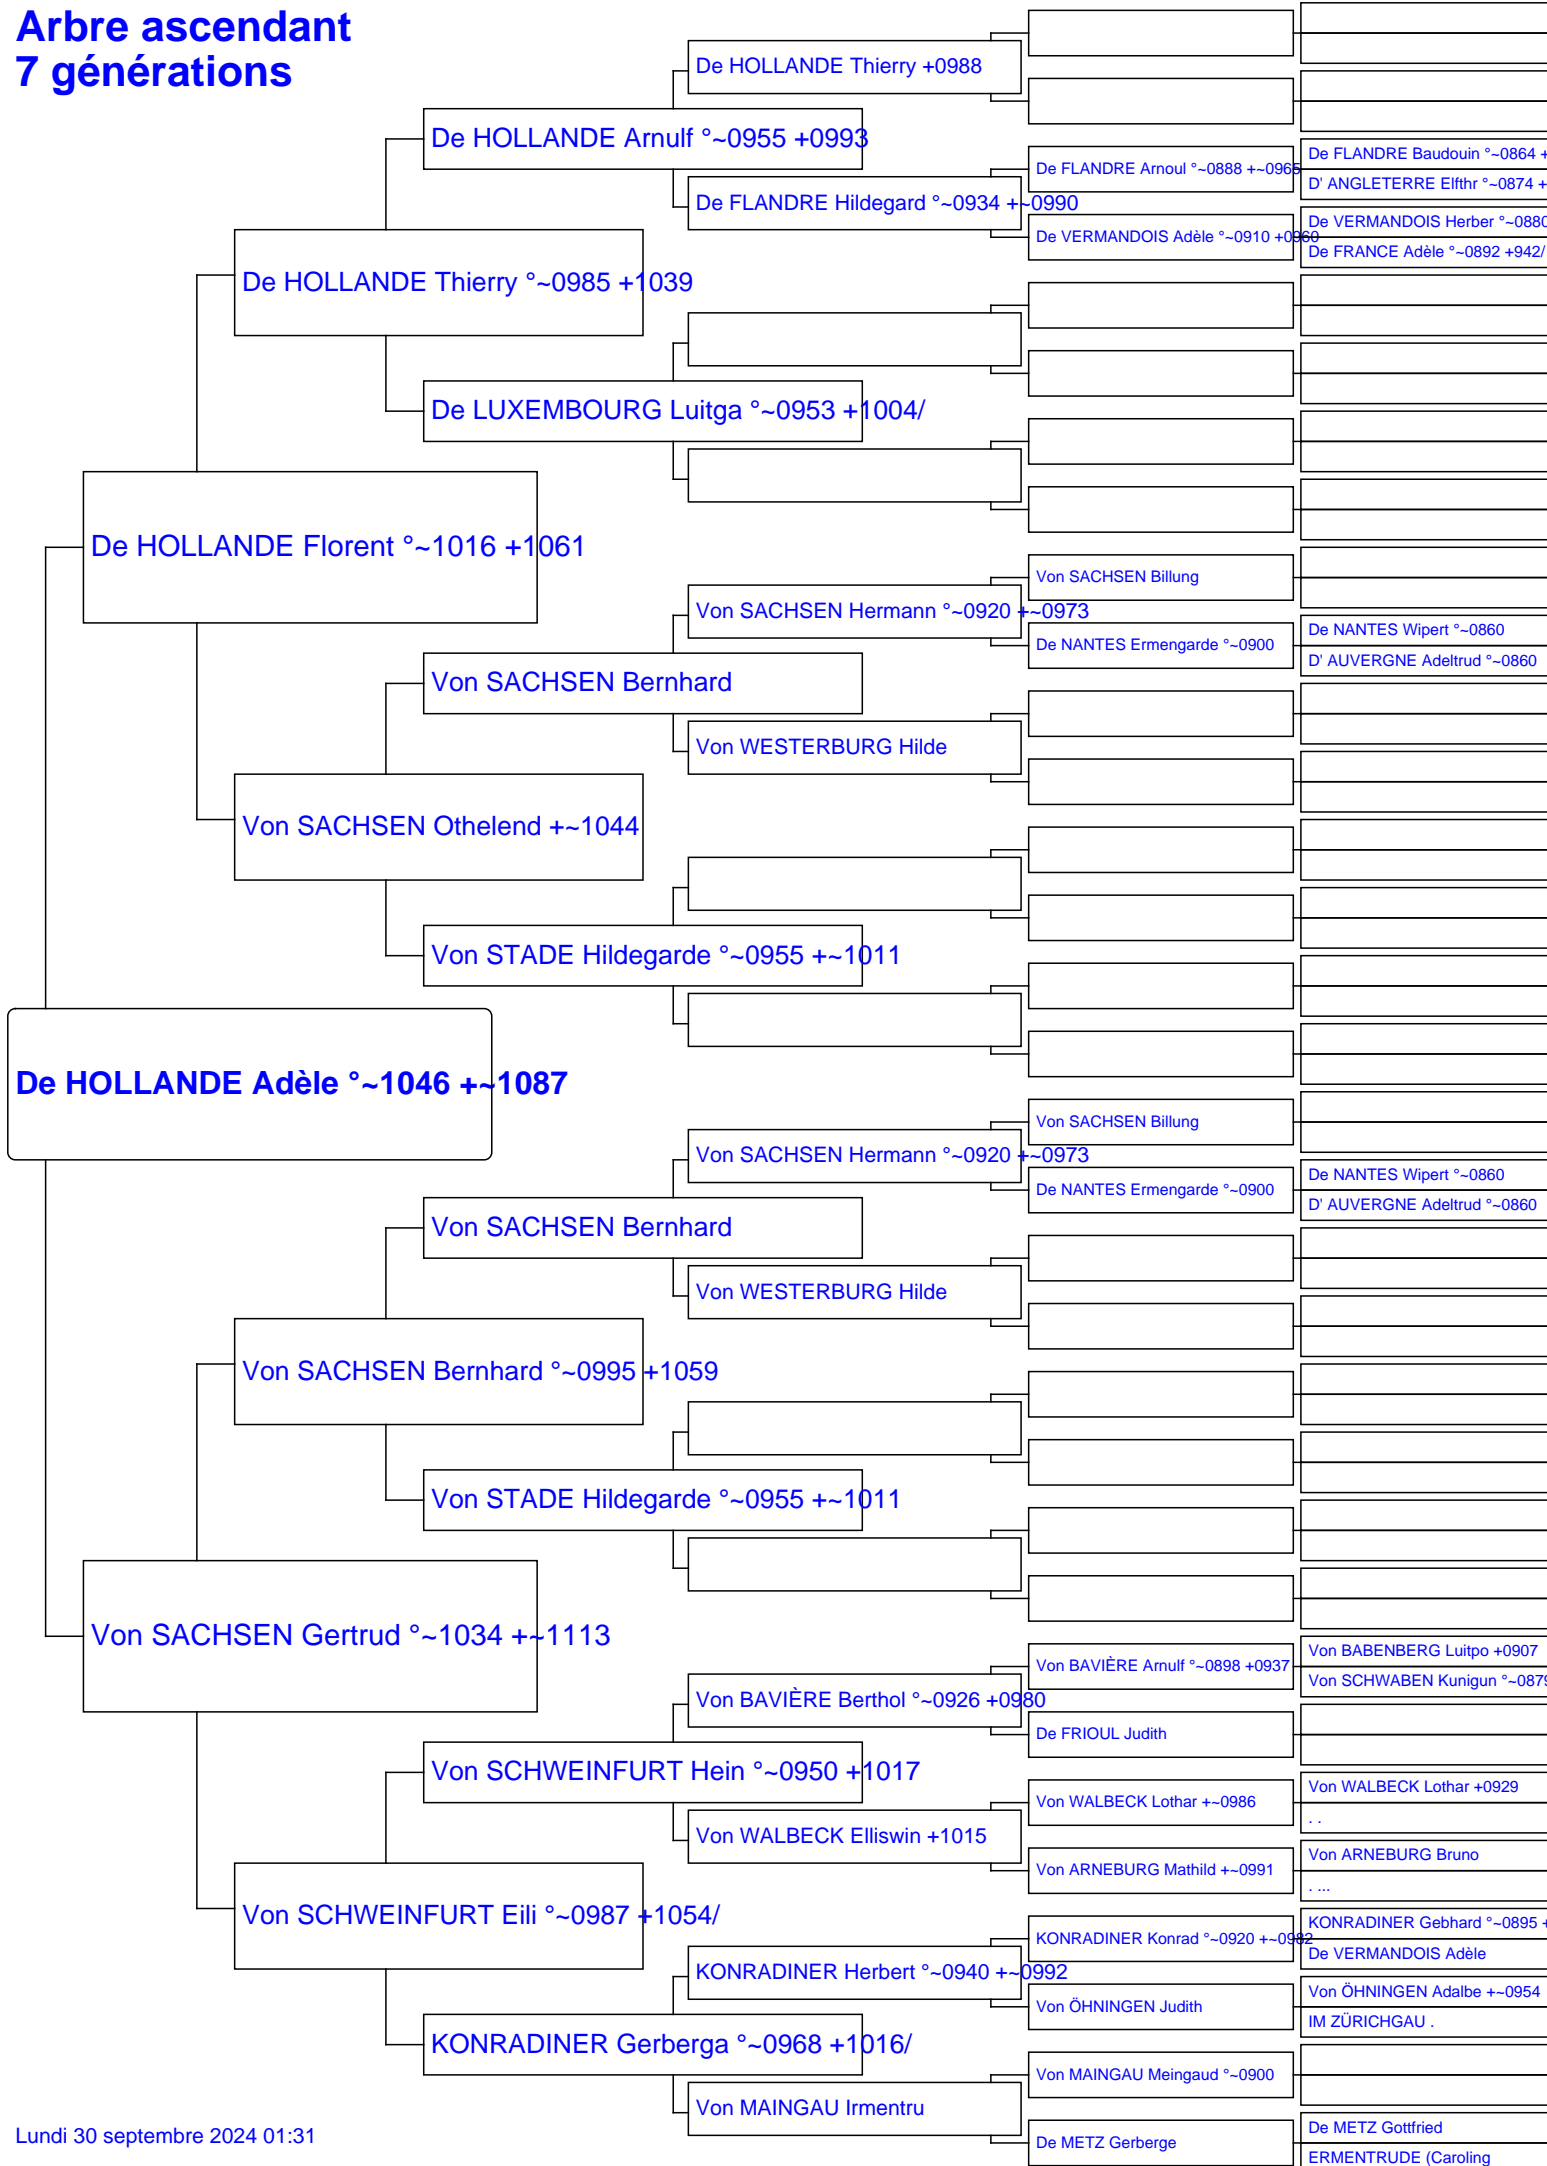 Arbre ascendant
7 générations
De HOLLANDE Thierry +0988
De HOLLANDE Arnulf °~0955 +0993
De FLANDRE Baudouin °~0864 +
De FLANDRE Arnoul °~0888 +~0965
D' ANGLETERRE Elfthr °~0874 +
De FLANDRE Hildegard °~0934 +~0990
De VERMANDOIS Herber °~0880
De VERMANDOIS Adèle °~0910 +0960
De FRANCE Adèle °~0892 +942/
De HOLLANDE Thierry °~0985 +1039
De LUXEMBOURG Luitga °~0953 +1004/
De HOLLANDE Florent °~1016 +1061
Von SACHSEN Billung
Von SACHSEN Hermann °~0920 +~0973
De NANTES Wipert °~0860
De NANTES Ermengarde °~0900
D' AUVERGNE Adeltrud °~0860
Von SACHSEN Bernhard
Von WESTERBURG Hilde
Von SACHSEN Othelend +~1044
Von STADE Hildegarde °~0955 +~1011
De HOLLANDE Adèle °~1046 +~1087
Von SACHSEN Billung
Von SACHSEN Hermann °~0920 +~0973
De NANTES Wipert °~0860
De NANTES Ermengarde °~0900
D' AUVERGNE Adeltrud °~0860
Von SACHSEN Bernhard
Von WESTERBURG Hilde
Von SACHSEN Bernhard °~0995 +1059
Von STADE Hildegarde °~0955 +~1011
Von SACHSEN Gertrud °~1034 +~1113
Von BABENBERG Luitpo +0907
Von BAVIÈRE Arnulf °~0898 +0937
Von SCHWABEN Kunigun °~0879
Von BAVIÈRE Berthol °~0926 +0980
De FRIOUL Judith
Von SCHWEINFURT Hein °~0950 +1017
Von WALBECK Lothar +0929
Von WALBECK Lothar +~0986
. .
Von WALBECK Elliswin +1015
Von ARNEBURG Bruno
Von ARNEBURG Mathild +~0991
. ...
Von SCHWEINFURT Eili °~0987 +1054/
KONRADINER Gebhard °~0895 +
KONRADINER Konrad °~0920 +~0982
De VERMANDOIS Adèle
KONRADINER Herbert °~0940 +~0992
Von ÖHNINGEN Adalbe +~0954
Von ÖHNINGEN Judith
IM ZÜRICHGAU .
KONRADINER Gerberga °~0968 +1016/
Von MAINGAU Meingaud °~0900
Von MAINGAU Irmentru
De METZ Gottfried
De METZ Gerberge
ERMENTRUDE (Caroling
Lundi 30 septembre 2024 01:31